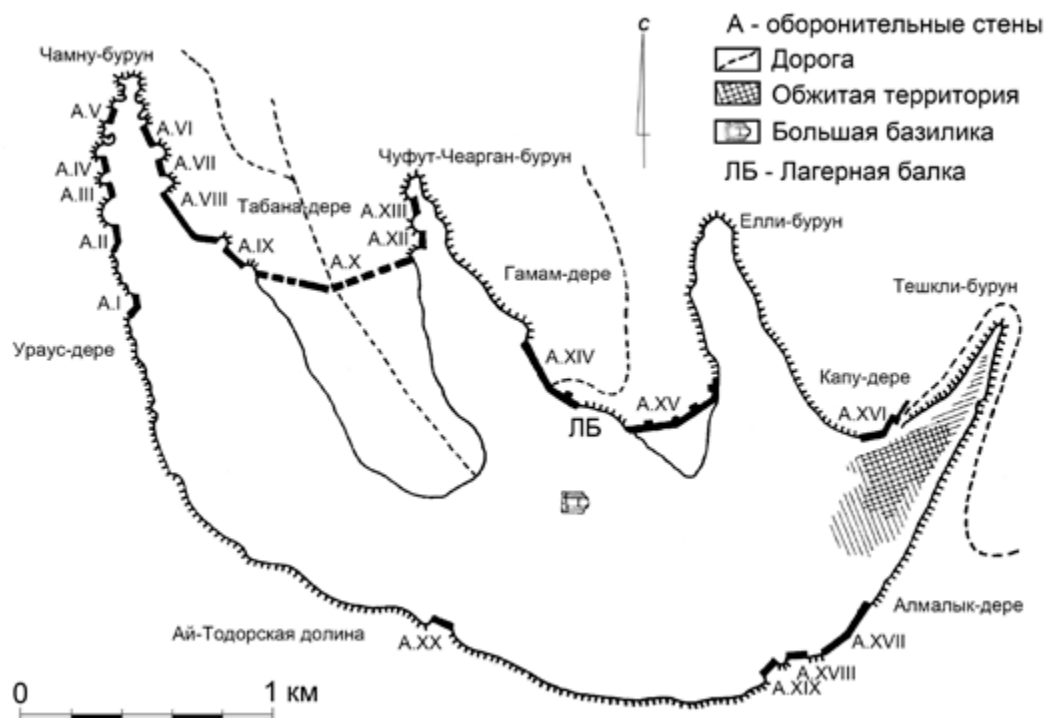 с
А - оборонительные стены
Дорога
Обжитая территория
Большая базилика
ЛБ - Лагерная балка
Чамну-бурун
А.V
А.VI
А.IV
А.VII
А.III
А.VIII
А.II
А.IX
А.I
Табана-дере
А.X
Чуфут-Чеарган-бурун
А.XIII
А.XII
Гамам-дере
Елли-бурун
Тешкли-бурун
Ураус-дере
А.XIV
А.XV
ЛБ
Капу-дере
А.XVI
Ай-Тодорская долина
А.XX
Алмалык-дере
А.XVII
А.XVIII
А.XIX
0 1 км